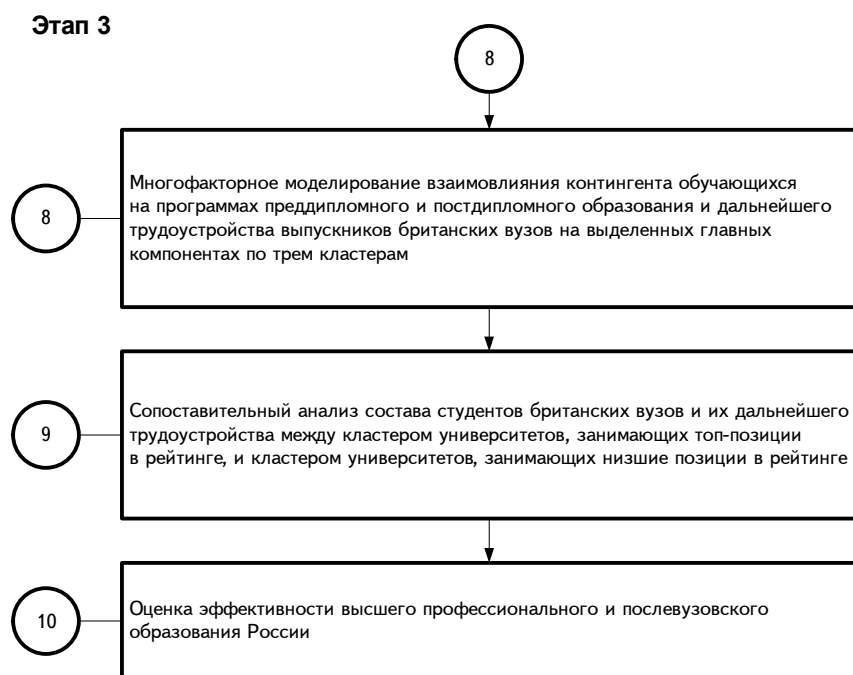 Этап 3
8
8
Многофакторное моделирование взаимовлияния контингента обучающихся
на программах преддипломного и постдипломного образования и дальнейшего
трудоустройства выпускников британских вузов на выделенных главных
компонентах по трем кластерам
9
Сопоставительный анализ состава студентов британских вузов и их дальнейшего
трудоустройства между кластером университетов, занимающих топ-позиции
в рейтинге, и кластером университетов, занимающих низшие позиции в рейтинге
10
Оценка эффективности высшего профессионального и послевузовского
образования России